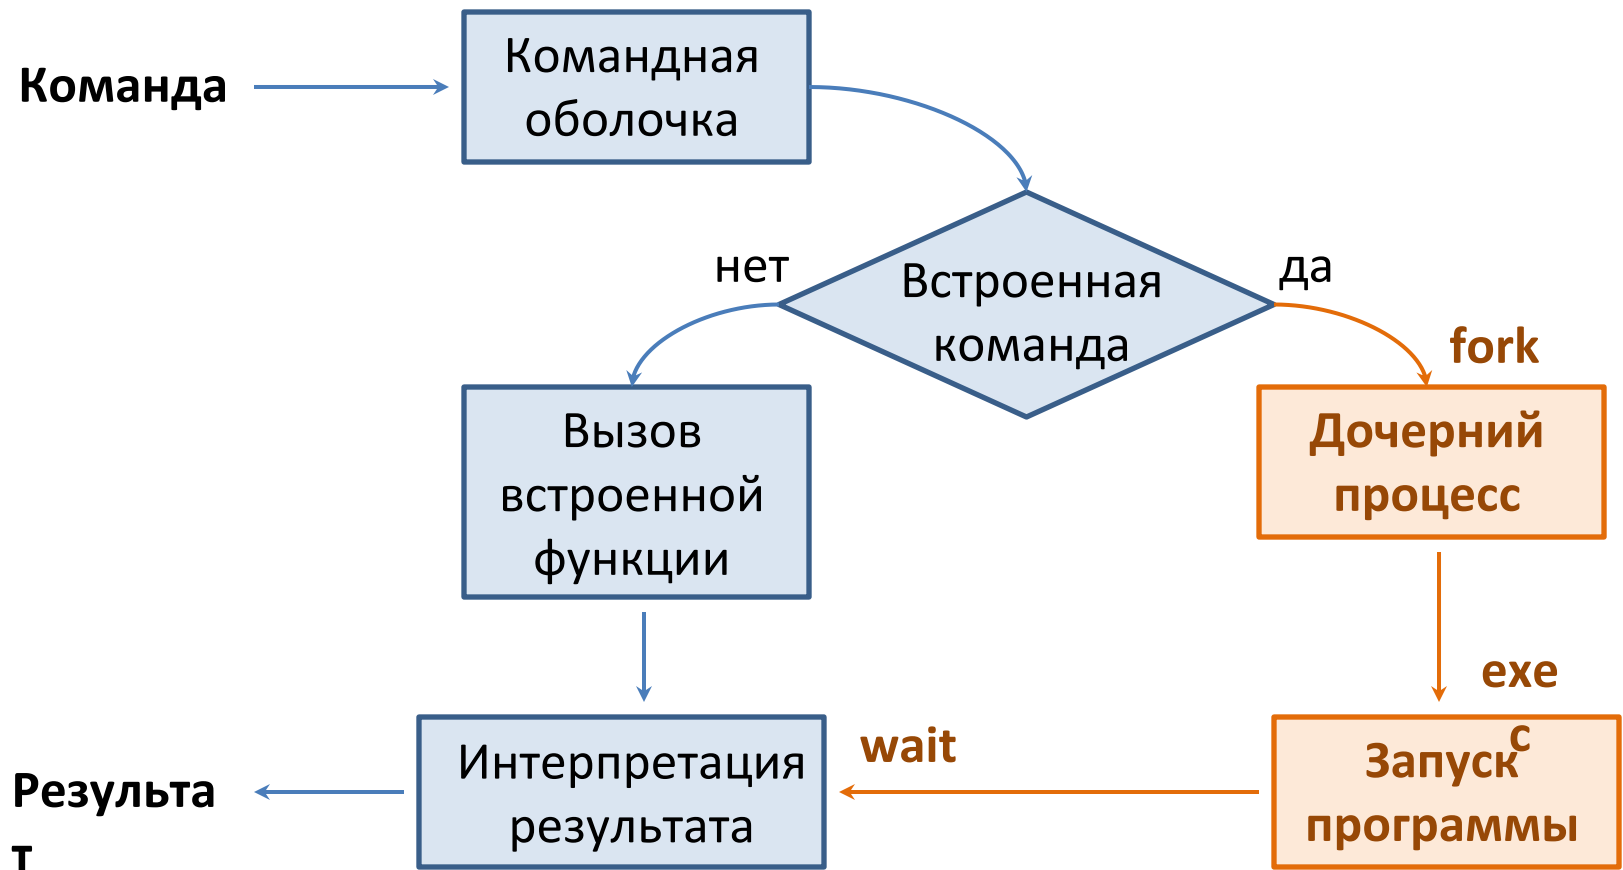 Команда
Командная
оболочка
нет
Встроенная
команда
да
fork
Вызов
встроенной
функции
Дочерний
процесс
exe
c
Запуск
программы
wait
Интерпретация
результата
Результа
т